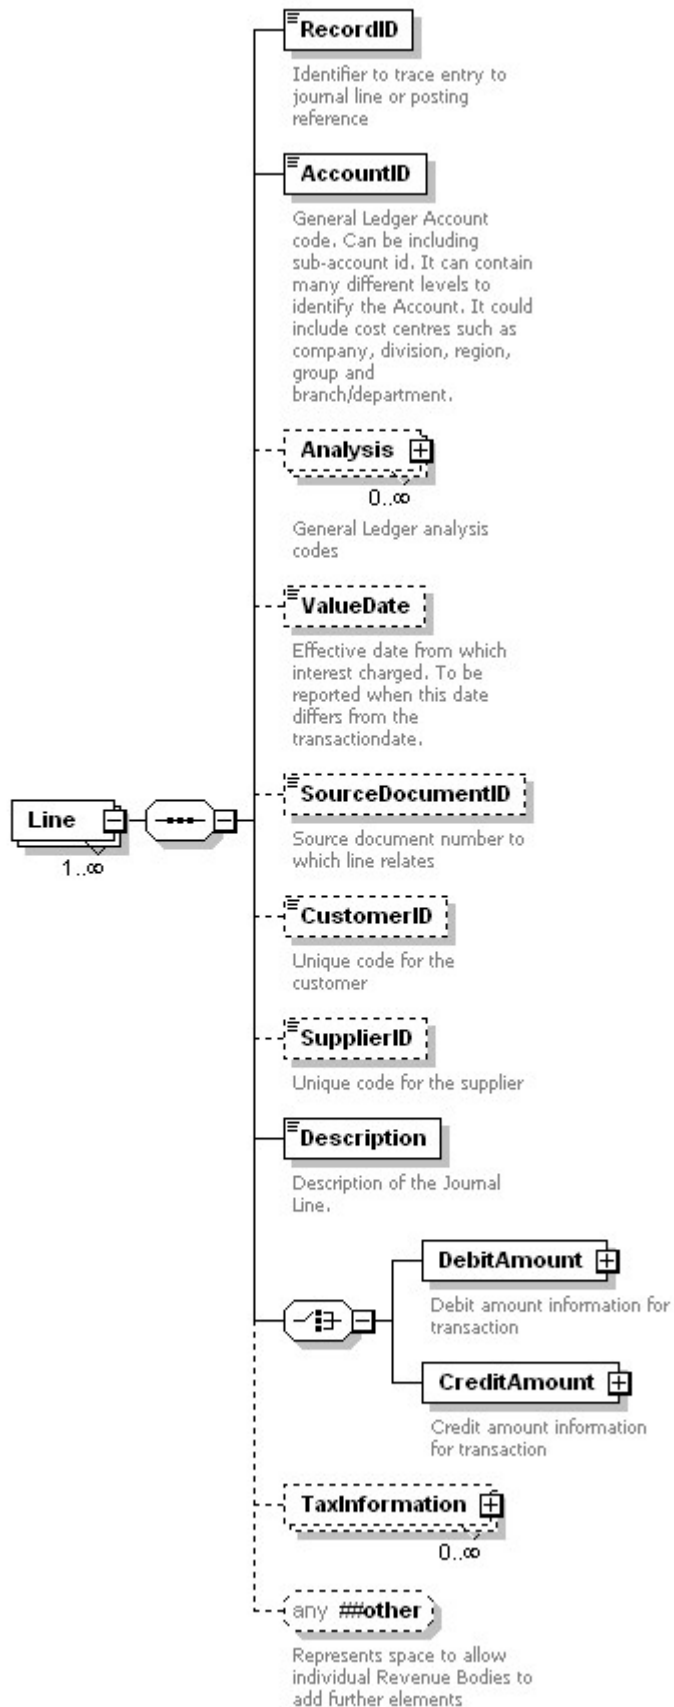 RecordID
Identifier to trace entry to
journal line or posting
reference
AccountID
General Ledger Account
code. Can be including
sub-account id. It can contain
many different levels to
identify the Account. It could
include cost centres such as
company, division, region,
group and
branch/department.
Analysis
0..∞
General Ledger analysis
codes
ValueDate
Effective date from which
interest charged. To be
reported when this date
differs from the
transactiondate.
SourceDocumentID
Source document number to
which line relates
Line
1..∞
CustomerID
Unique code for the
customer
SupplierID
Unique code for the supplier
Description
Description of the Journal
Line.
DebitAmount
Debit amount information for
transaction
CreditAmount
Credit amount information
for transaction
TaxInformation
0..∞
any ##other
Represents space to allow
individual Revenue Bodies to
add further elements